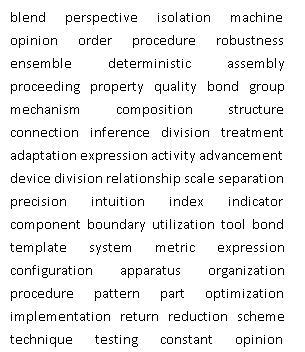 blend perspective isolation machine
opinion order procedure robustness
ensemble deterministic assembly
proceeding property quality bond group
mechanism composition structure
connection inference division treatment
adaptation expression activity advancement
device division relationship scale separation
precision intuition index indicator
component boundary utilization tool bond
template system metric expression
configuration apparatus organization
procedure pattern part optimization
implementation return reduction scheme
technique testing constant opinion